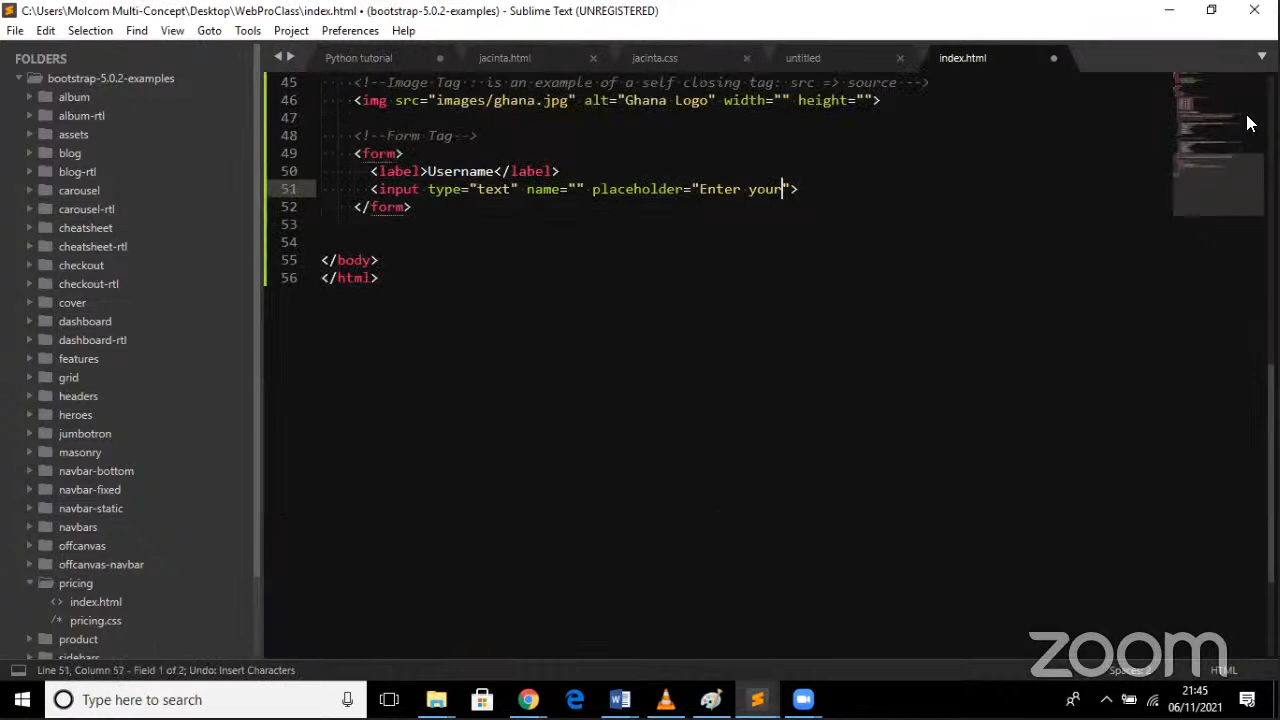 C:\Users\Molcom Multi-Concept\Desktop\WebProClass\index.html • (bootstrap-5.0.2-examples) - Sublime Text (UNREGISTERED)
File Edit Selection Find View Goto Tools Project Preferences Help
FOLDERS
bootstrap-5.0.2-examples
album
album-rtl
assets
blog
blog-rtl
carousel
carousel-rtl
cheatsheet
cheatsheet-rtl
checkout
checkout-rtl
cover
dashboard
dashboard-rtl
features
grid
headers
heroes
jumbotron
masonry
navbar-bottom
navbar-fixed
navbar-static
navbars
offcanvas
offcanvas-navbar
pricing
<> index.html
/* pricing.css
product
sidebars
Python tutorial jacinta.html jacinta.css untitled index.html
45 <!--Image Tag : is an example of a self closing tag: src => source -->
46 <img src="images/ghana.jpg" alt="Ghana Logo" width="" height="">
47
48 <!--Form Tag-->
49 <form>
50 <label>Username</label>
51 <input type="text" name="" placeholder="Enter your">
52 </form>
53
54
55 </body>
56 </html>
zoom
Line 51, Column 57 - Field 1 of 2; Undo: Insert Characters
Spaces: 2
HTML
Type here to search
21:45
06/11/2021